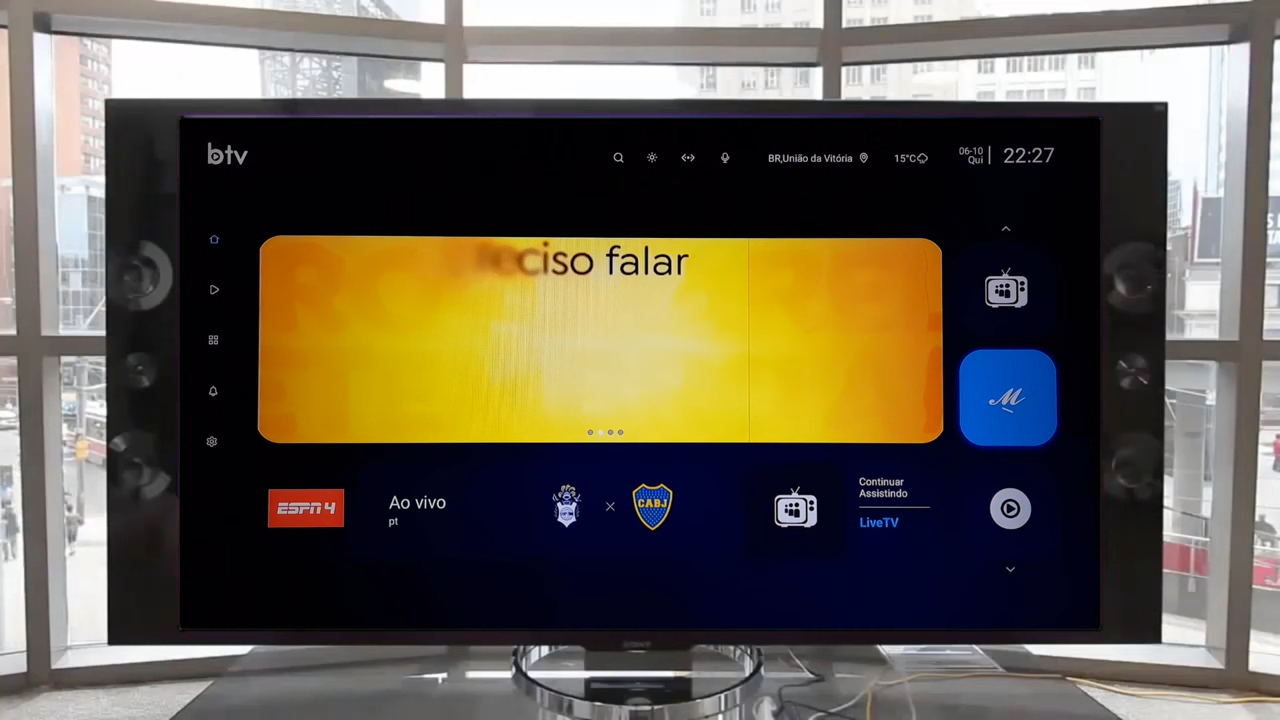 btv
BR,União da Vitória
15°C
06-10
Qui
22:27
falar
ESPN 4
Ao vivo
pt
×
CABJ
Continuar
Assistindo
LiveTV
M